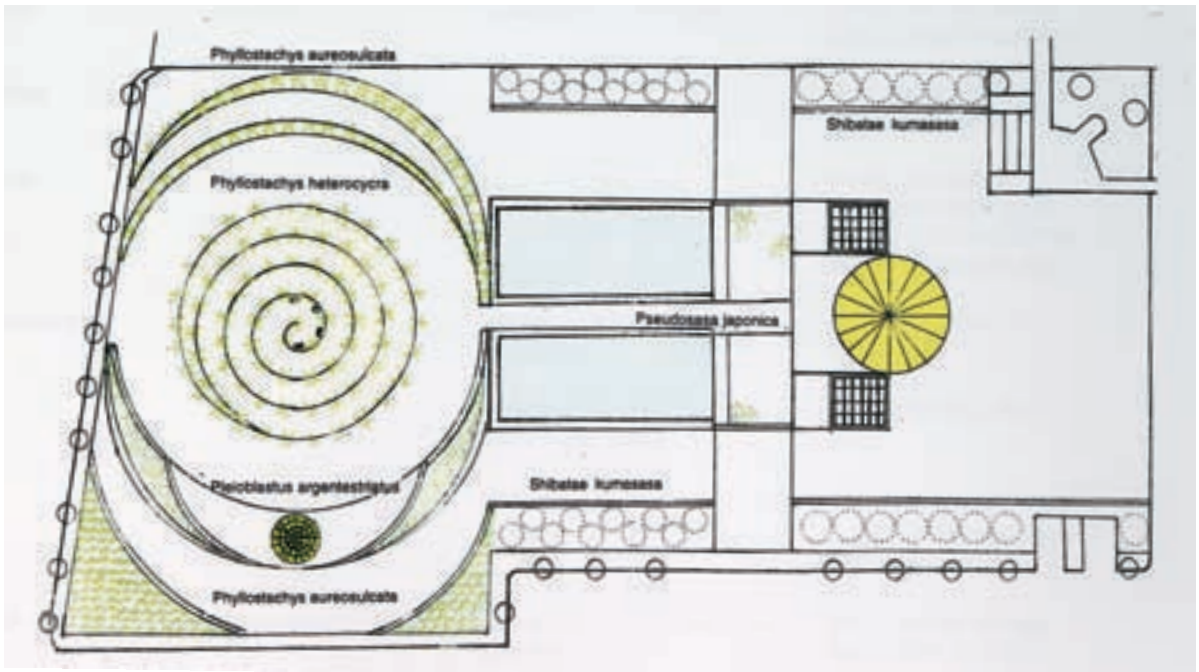 Phyllostachys aureosulcata
Shibatae kumasasa
Phyllostachys heterocycra
Pseudosasa japonica
Pleioblastus argentestriatus
Shibatae kumasasa
Phyllostachys aureosulcata